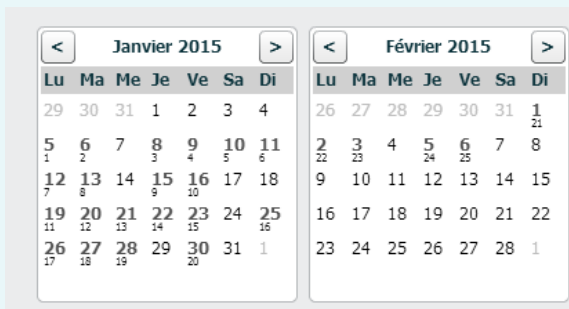 < Janvier 2015 >
Lu Ma Me Je Ve Sa Di
29 30 31 1 2 3 4
5 6 7 8 9 10 11
1 2 3 4 5 6
12 13 14 15 16 17 18
7 8 9 10
19 20 21 22 23 24 25
11 12 13 14 15 16
26 27 28 29 30 31 1
17 18 19 20
< Février 2015 >
Lu Ma Me Je Ve Sa Di
26 27 28 29 30 31 1
21
2 3 4 5 6 7 8
22 23 24 25
9 10 11 12 13 14 15
16 17 18 19 20 21 22
23 24 25 26 27 28 1